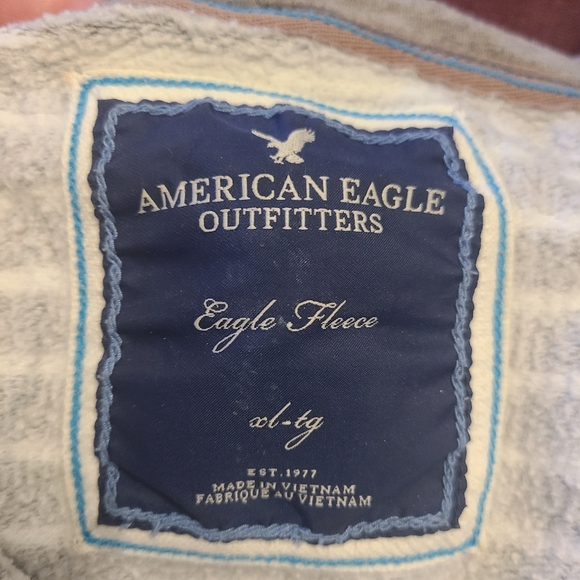 AMERICAN EAGLE
OUTFITTERS
Eagle Fleece
xl-tg
EST. 1977
MADE IN VIETNAM
FABRIQUE AU VIETNAM